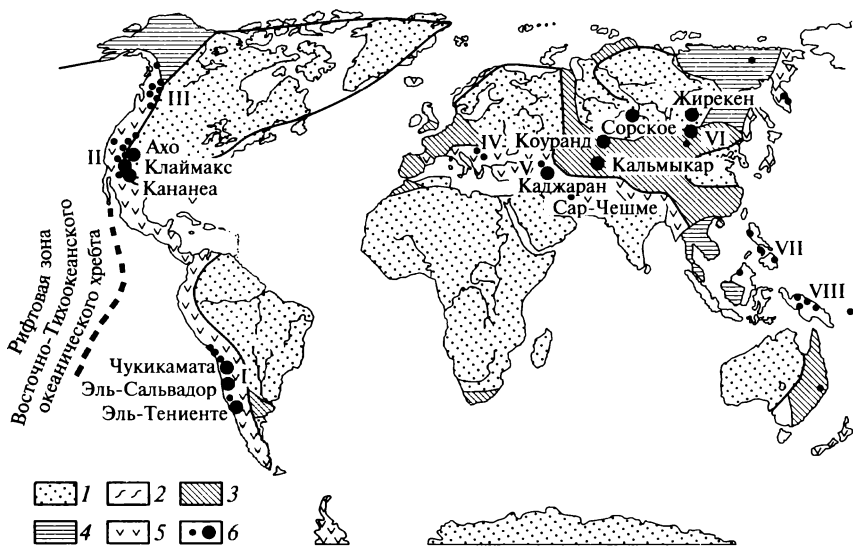 III
II
Ахо
Клаймакс
Кананеа
Рифтовая зона
Восточно-Тихоокеанского
океанического хребта
Чукикамата
I
Эль-Сальвадор
Эль-Тениенте
IV
Коуранд
V
Каджаран
Сар-Чешме
Жирекен
Сорское
VI
Кальмыкар
VII
VIII
1
2
3
4
5
6